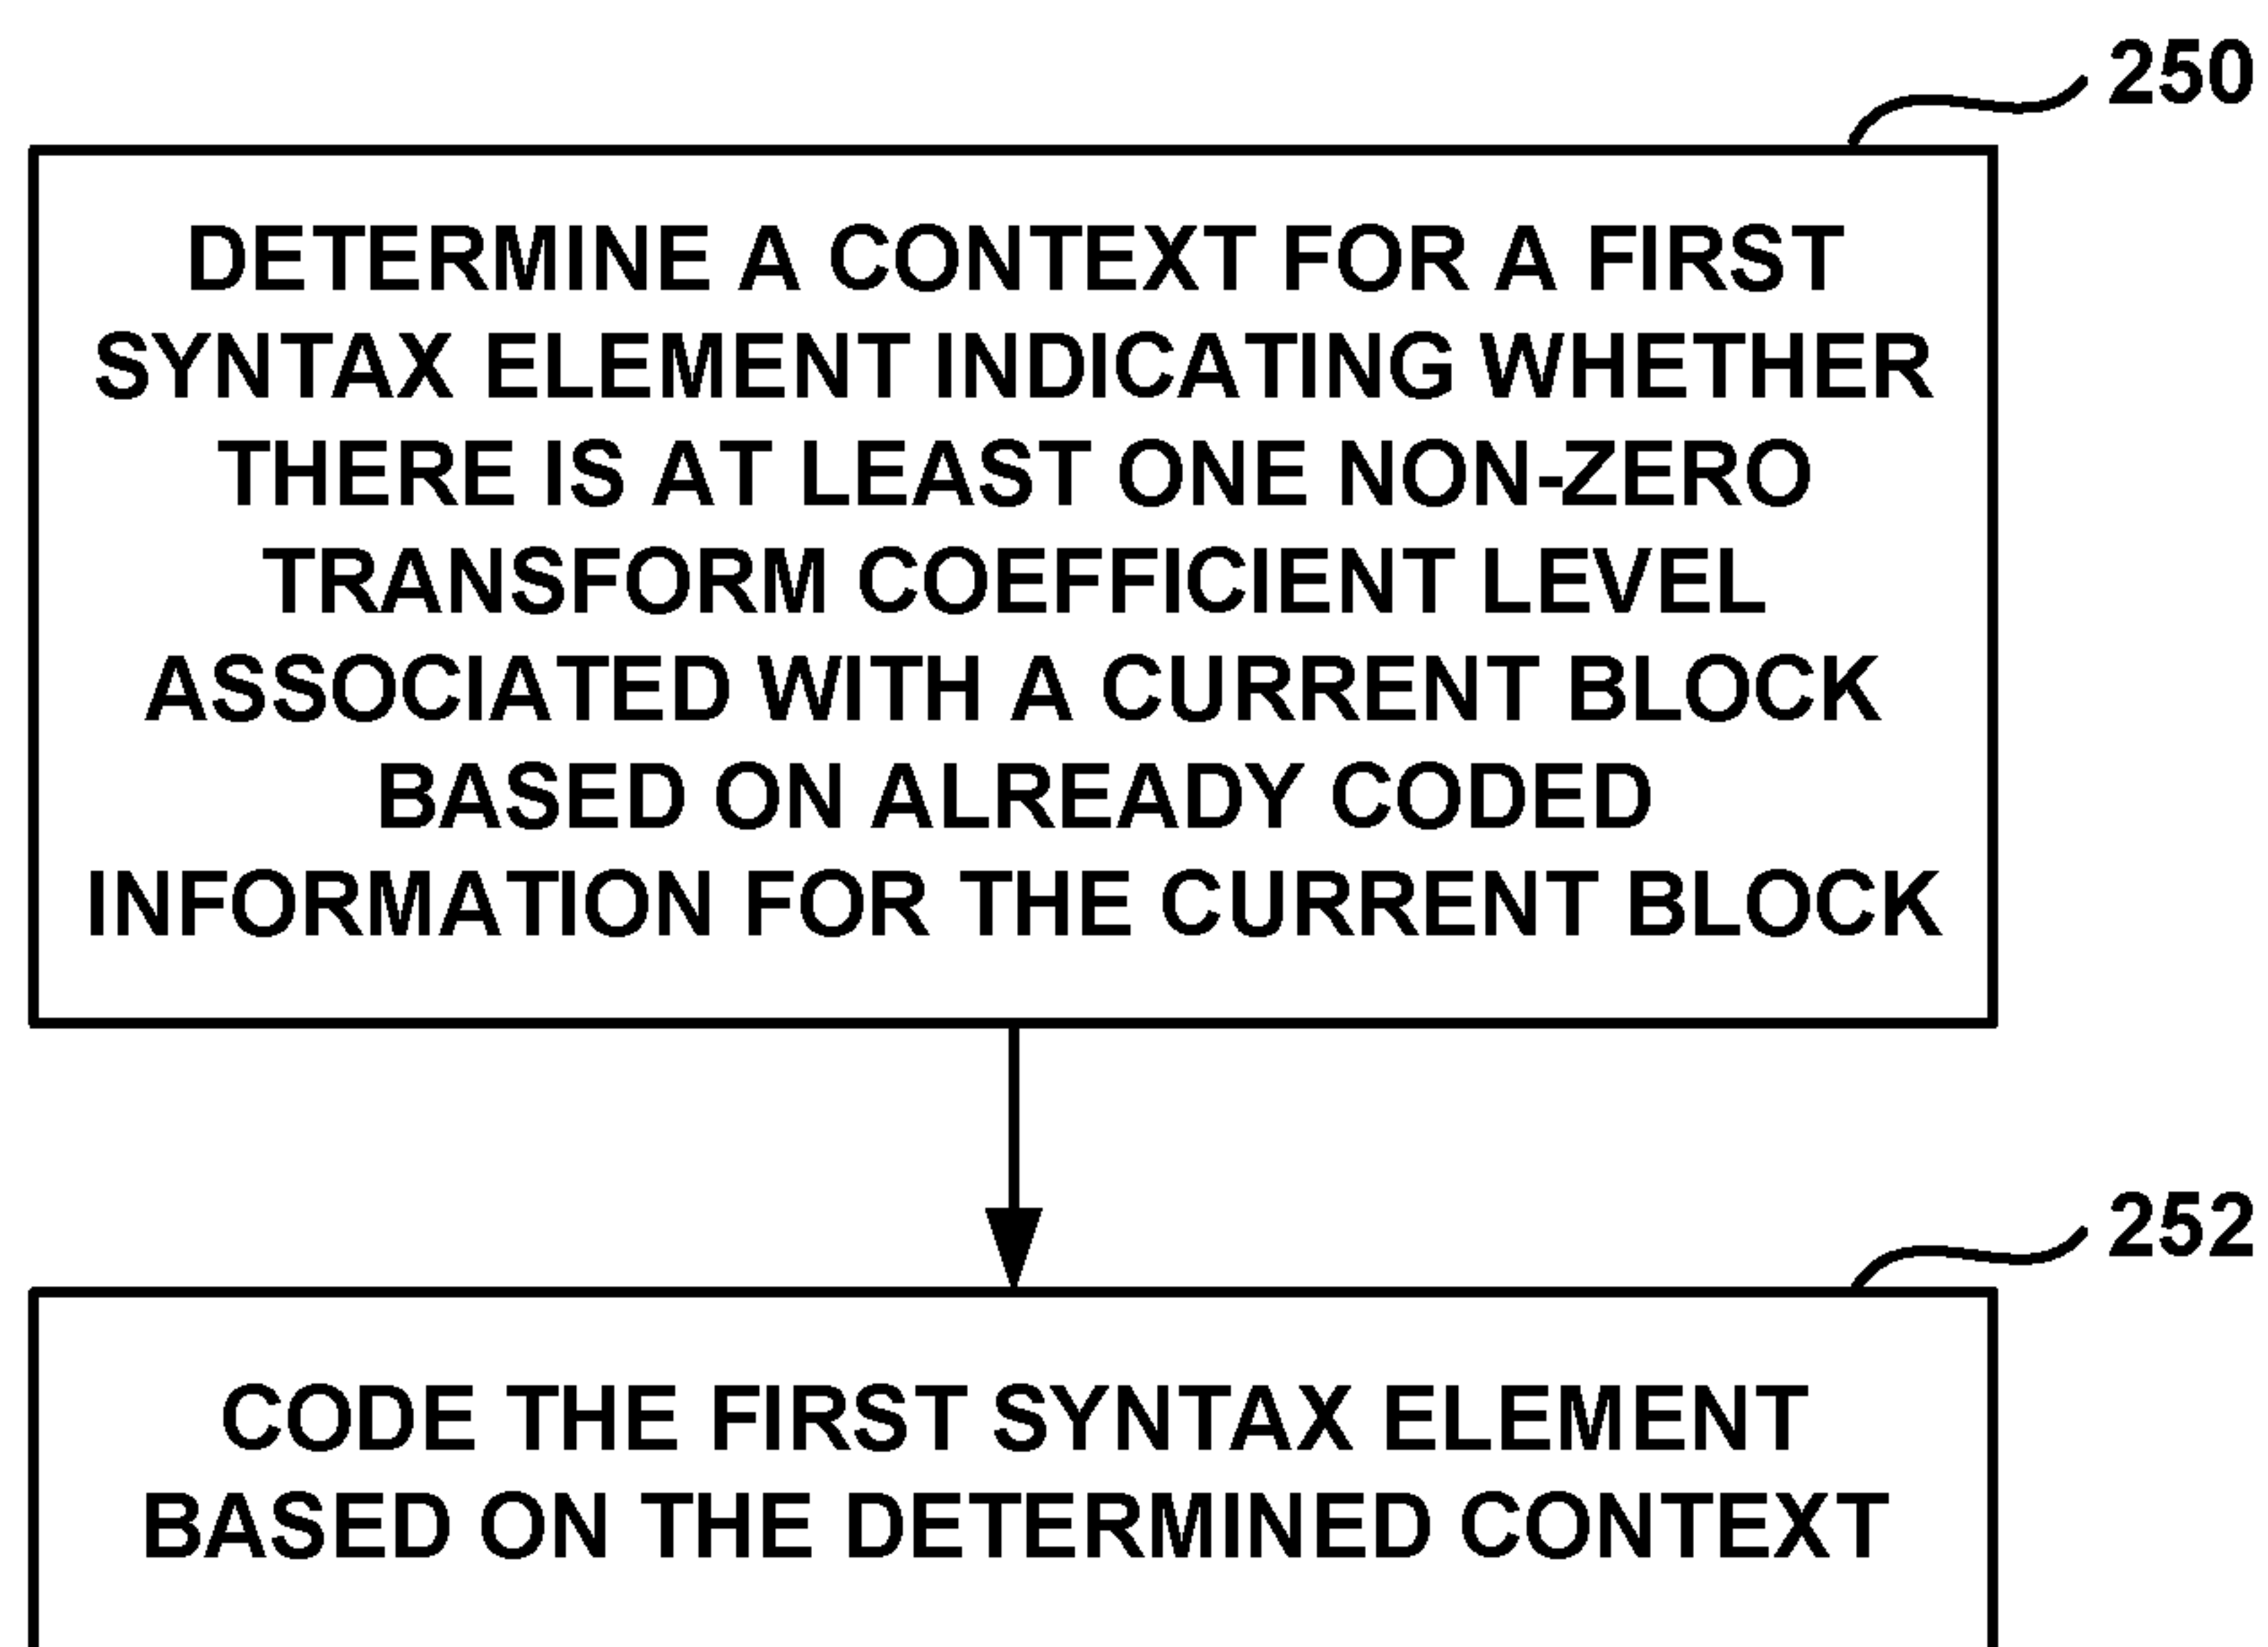 250
DETERMINE A CONTEXT FOR A FIRST
SYNTAX ELEMENT INDICATING WHETHER
THERE IS AT LEAST ONE NON-ZERO
TRANSFORM COEFFICIENT LEVEL
ASSOCIATED WITH A CURRENT BLOCK
BASED ON ALREADY CODED
INFORMATION FOR THE CURRENT BLOCK
252
CODE THE FIRST SYNTAX ELEMENT
BASED ON THE DETERMINED CONTEXT